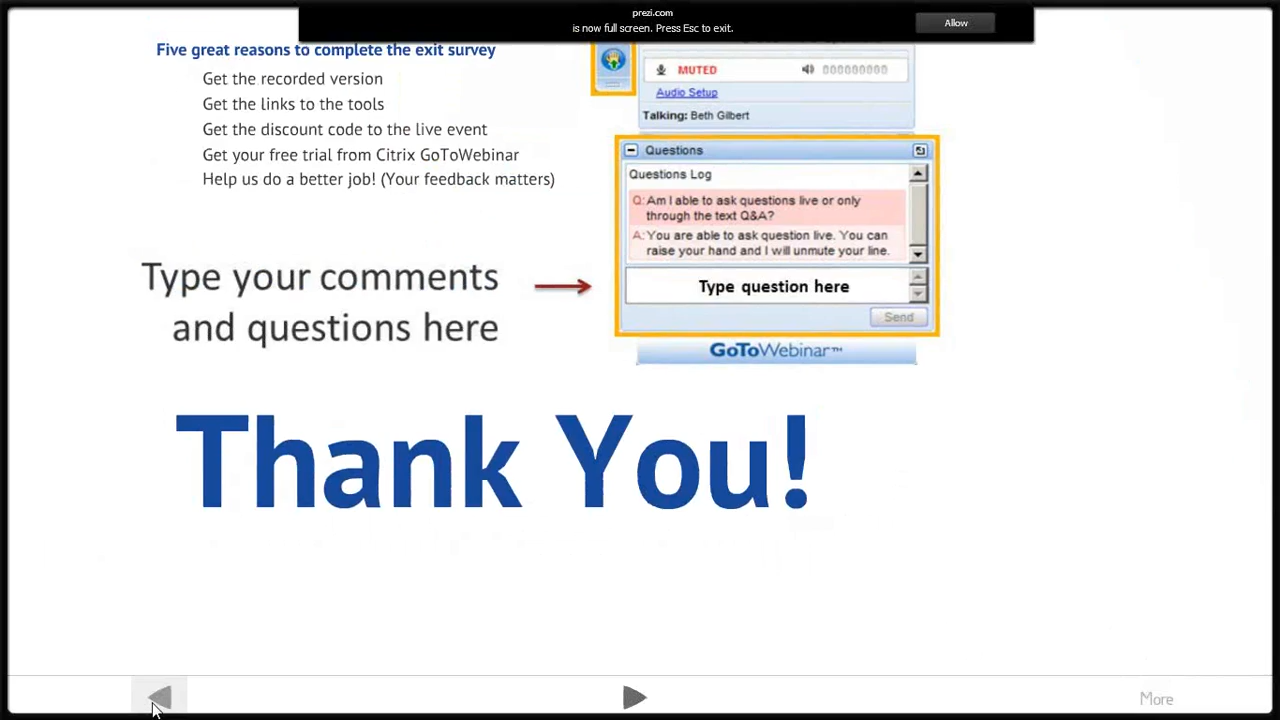 prezi.com
is now full screen. Press Esc to exit.
Allow
Five great reasons to complete the exit survey
Get the recorded version
Get the links to the tools
Get the discount code to the live event
Get your free trial from Citrix GoToWebinar
Help us do a better job! (Your feedback matters)
MUTED
000000000
Audio Setup
Talking: Beth Gilbert
Questions
Questions Log
Q: Am I able to ask questions live or only
through the text Q&A?
A: You are able to ask question live. You can
raise your hand and I will unmute your line.
Type question here
Send
GoToWebinar™
Type your comments
and questions here
Thank You!
More